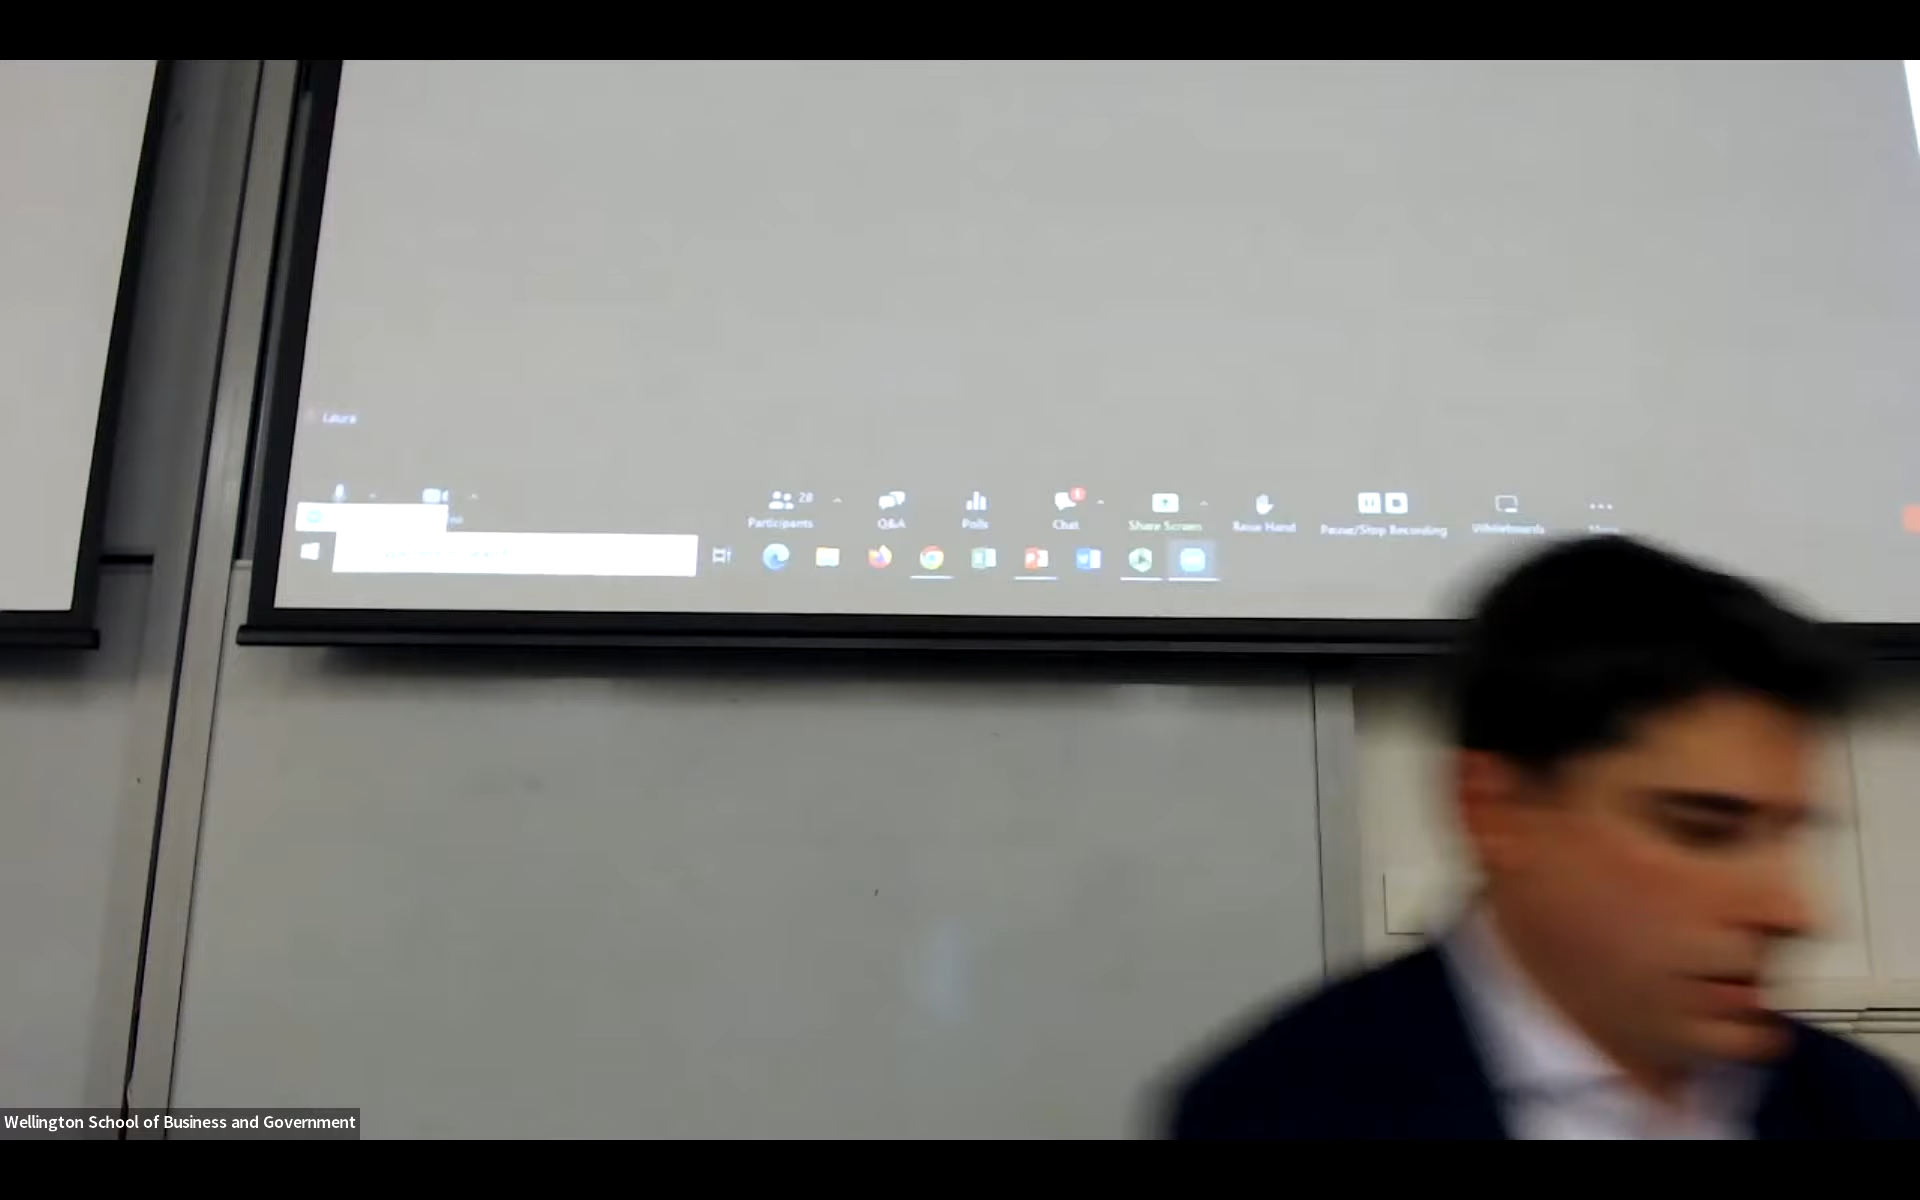 Laura
28
Participants
Q&A
Polls
Chat
Share Screen
Raise Hand
Pause/Stop Recording
Whiteboards
Wellington School of Business and Government